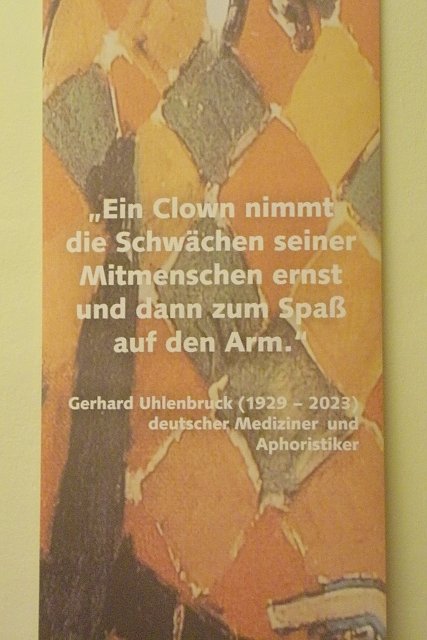 „Ein Clown nimmt
die Schwächen seiner
Mitmenschen ernst
und dann zum Spaß
auf den Arm.“
Gerhard Uhlenbruck (1929 – 2023)
deutscher Mediziner und
Aphoristiker